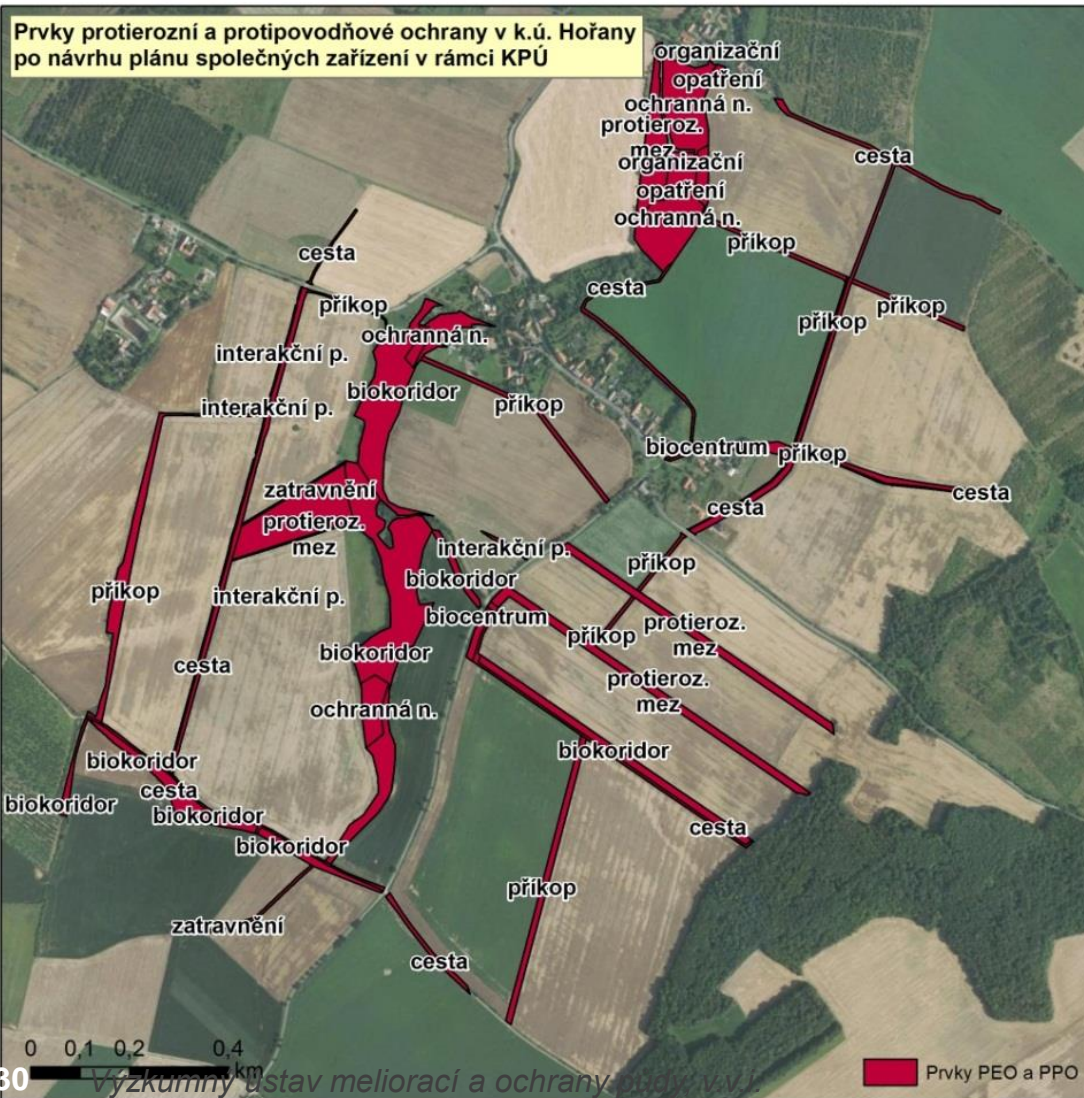 Prvky protierozní a protipovodňové ochrany v k.ú. Hořany
po návrhu plánu společných zařízení v rámci KPÚ
organizační
opatření
ochranná n.
protieroz.
mez
organizační
opatření
ochranná n.
cesta
příkop
cesta
cesta
příkop
příkop
příkop
ochranná n.
interakční p.
biokoridor
interakční p.
příkop
biocentrum
příkop
cesta
zatravnění
cesta
protieroz.
mez
interakční p.
příkop
biokoridor
příkop
interakční p.
biocentrum
příkop
protieroz.
mez
biokoridor
cesta
protieroz.
mez
ochranná n.
biokoridor
biokoridor
cesta
biokoridor
biokoridor
cesta
biokoridor
příkop
zatravnění
cesta
0 0,1 0,2 0,4
km
30
Výzkumný ústav meliorací a ochrany půdy, v.v.i.
Prvky PEO a PPO